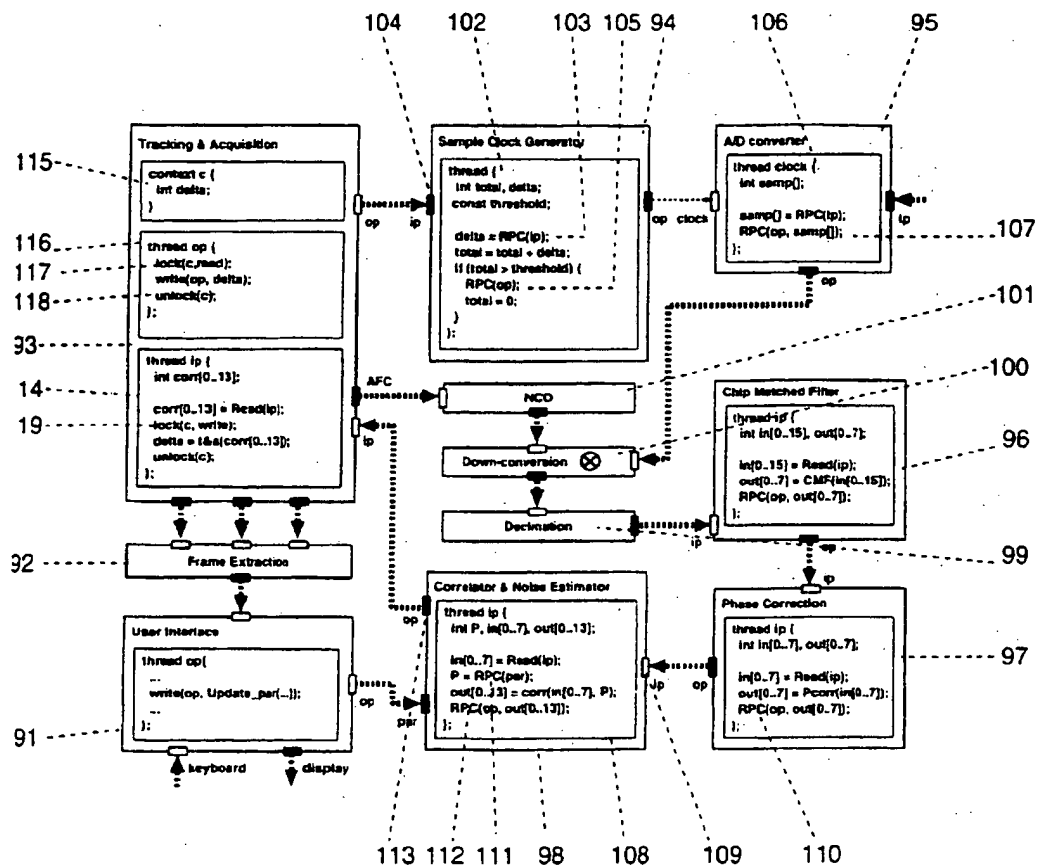 104 102 103 105 94 106 95
Tracking & Acquisition
115
context c {
int delta;
}
116
117
118
thread op {
lock(c,read);
write(op, delta);
unlock(c);
};
93
14
19
thread ip {
int corr[0..13];
corr[0..13] = Read(ip);
lock(c, write);
delta = t&a(corr[0..13]);
unlock(c);
};
op
ip
AFC
ip
Sample Clock Generator
thread {
int total, delta;
const threshold;
delta = RPC(ip);
total = total + delta;
if (total > threshold) {
RPC(op);
total = 0;
}
};
op
clock
A/D converter
thread clock {
int samp[];
samp[] = RPC(ip);
RPC(op, samp[]);
};
ip
107
op
101
NCO
100
Down-conversion
Decimation
ip
99
Chip Matched Filter
thread ip {
int in[0..15], out[0..7];
in[0..15] = Read(ip);
out[0..7] = CMF(in[0..15]);
RPC(op, out[0..7]);
};
96
op
ip
92
Frame Extraction
User Interface
thread op{
...
write(op, Update_par(...));
...
};
91
keyboard
display
op
par
op
Correlator & Noise Estimator
thread ip {
int P, in[0..7], out[0..13];
in[0..7] = Read(ip);
P = RPC(par);
out[0..13] = corr(in[0..7], P);
RPC(op, out[0..13]);
};
ip
op
Phase Correction
thread ip {
int in[0..7], out[0..7];
in[0..7] = Read(ip);
out[0..7] = Pcorr(in[0..7]);
RPC(op, out[0..7]);
};
97
113 112 111 98 108 109 110